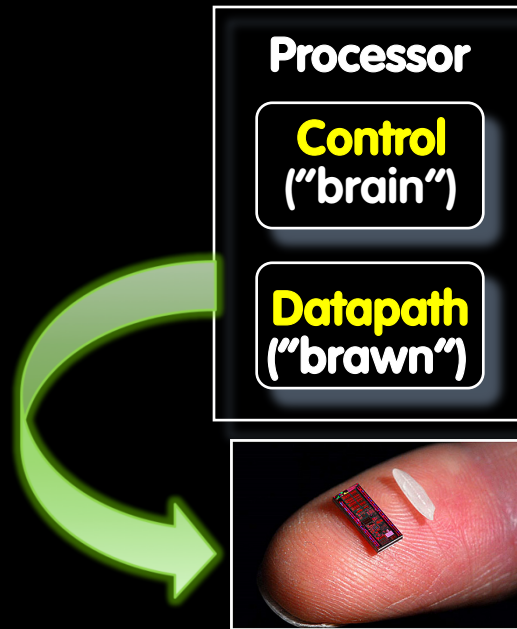 Processor
Control
("brain")
Datapath
("brawn")